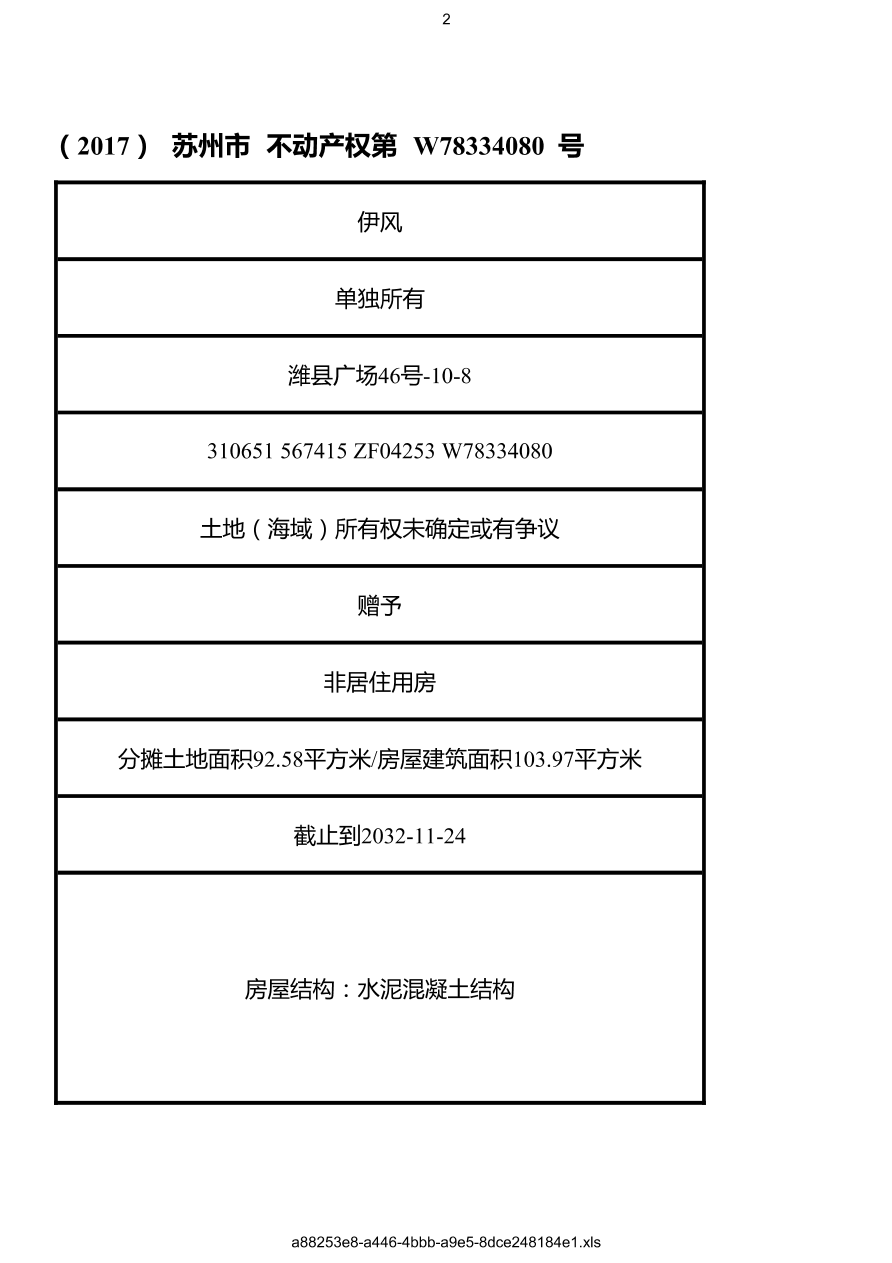 2
（2017） 苏州市 不动产权第 W78334080 号
伊风
单独所有
潍县广场46号-10-8
310651 567415 ZF04253 W78334080
土地（海域）所有权未确定或有争议
赠予
非居住用房
分摊土地面积92.58平方米/房屋建筑面积103.97平方米
截止到2032-11-24
房屋结构：水泥混凝土结构
a88253e8-a446-4bbb-a9e5-8dce248184e1.xls